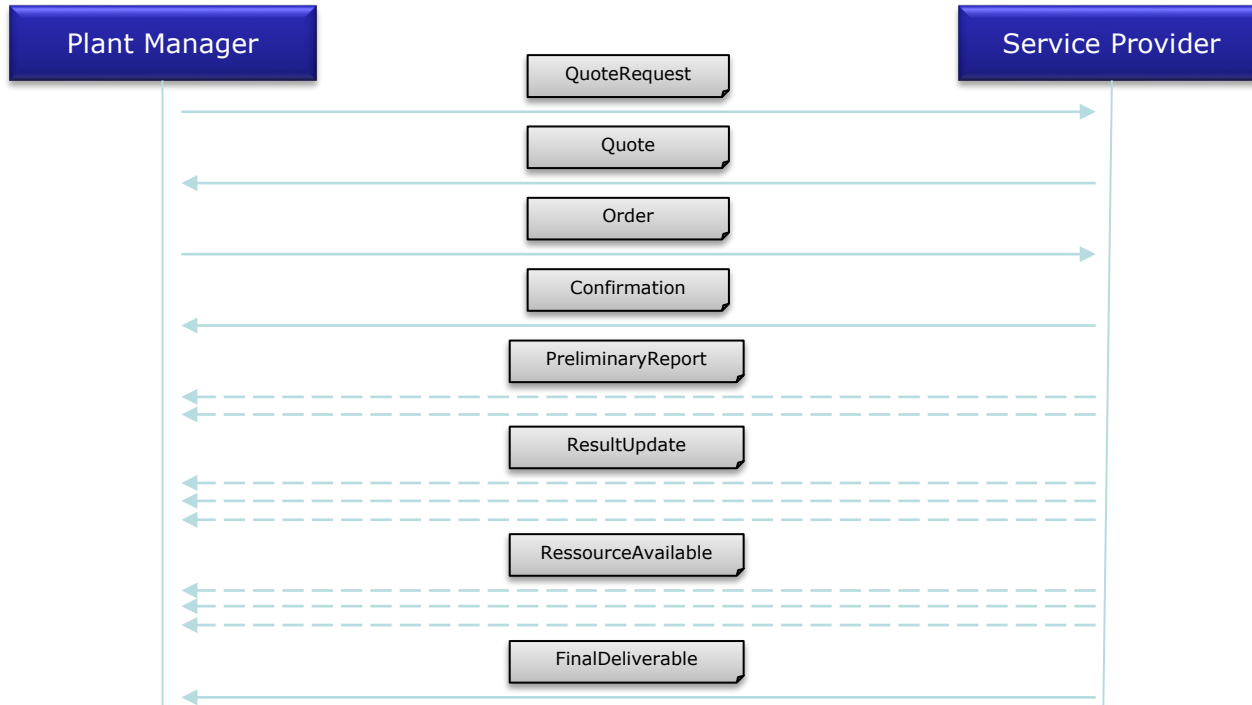 Plant Manager
Service Provider
QuoteRequest
Quote
Order
Confirmation
PreliminaryReport
ResultUpdate
RessourceAvailable
FinalDeliverable